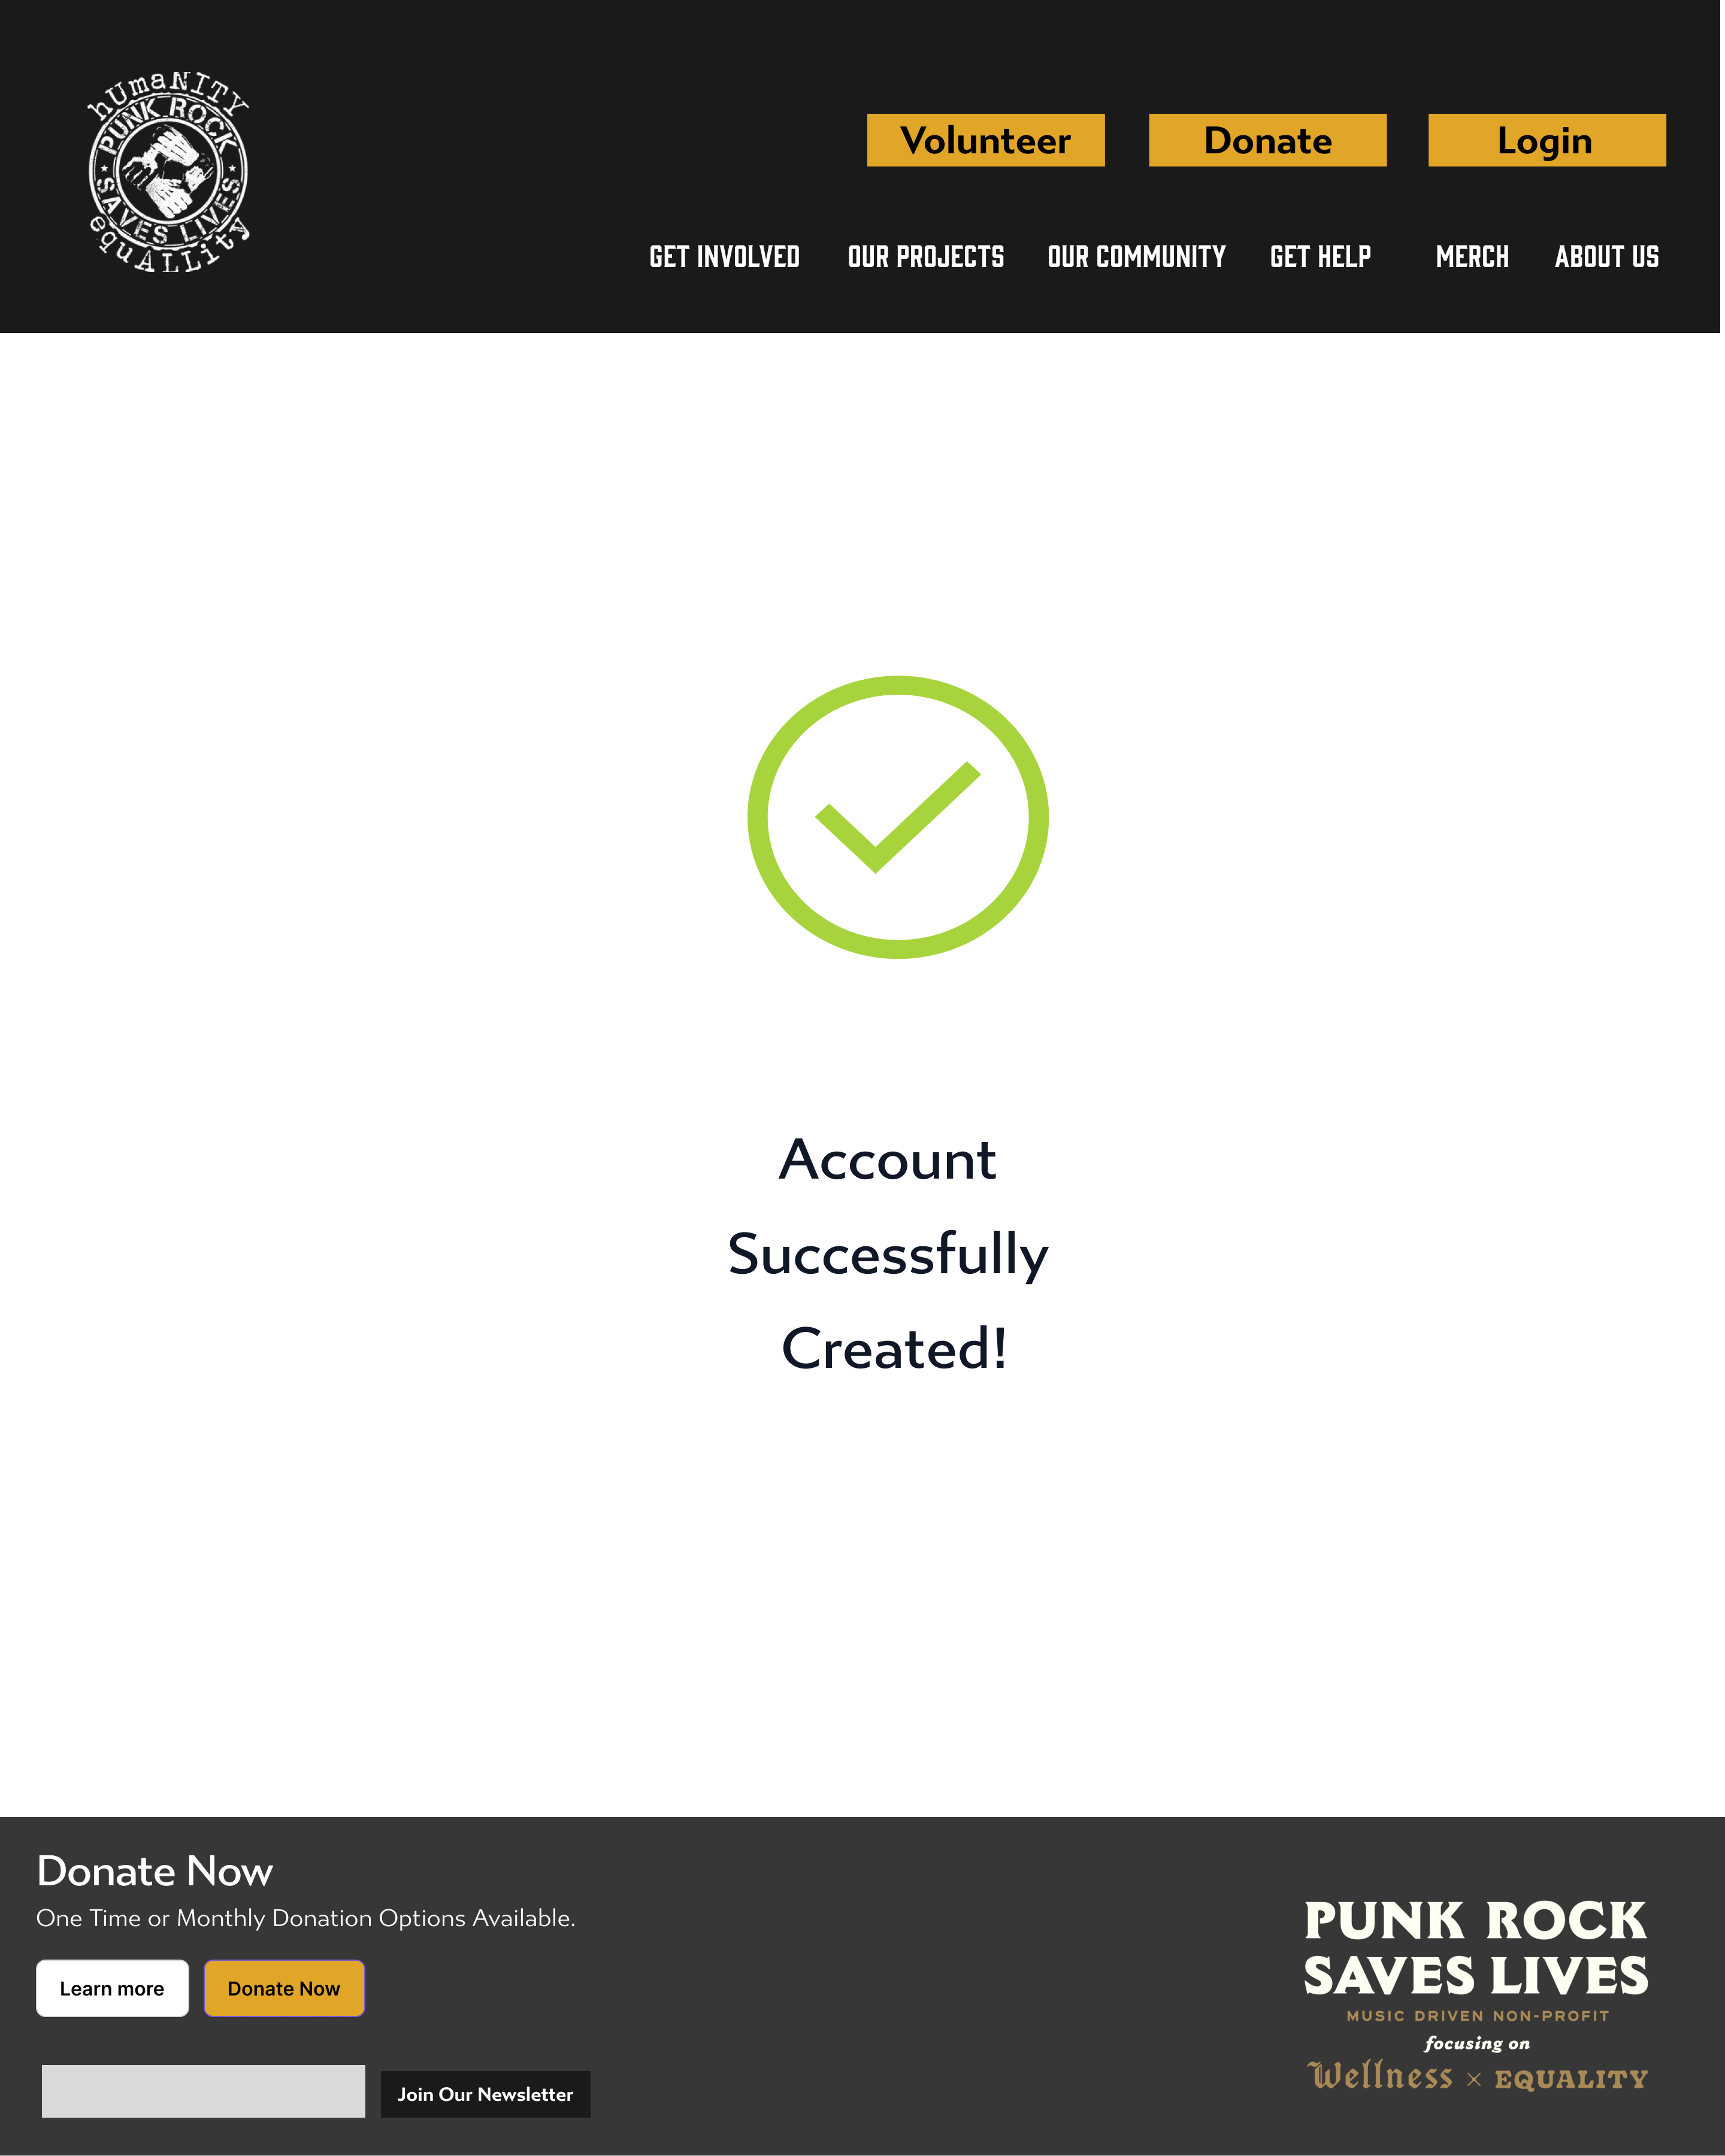 hUmaNITY
PUNK ROCK
SAVES LIVES
equALLity
Volunteer
Donate
Login
GET INVOLVED
OUR PROJECTS
OUR COMMUNITY
GET HELP
MERCH
ABOUT US
Account
Successfully
Created!
Donate Now
One Time or Monthly Donation Options Available.
Learn more
Donate Now
Join Our Newsletter
PUNK ROCK
SAVES LIVES
MUSIC DRIVEN NON-PROFIT
focusing on
Wellness × EQUALITY